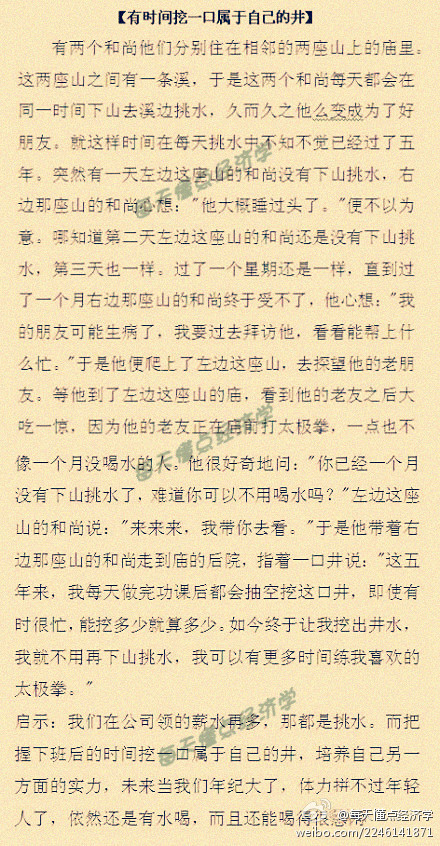 【有时间挖一口属于自己的井】
有两个和尚他们分别住在相邻的两座山上的庙里。
这两座山之间有一条溪，于是这两个和尚每天都会在
同一时间下山去溪边挑水，久而久之他么变成为了好
朋友。就这样时间在每天挑水中不知不觉已经过了五
年。突然有一天左边这座山的和尚没有下山挑水，右
边那座山的和尚心想："他大概睡过头了。"便不以为
意。哪知道第二天左边这座山的和尚还是没有下山挑
水，第三天也一样。过了一个星期还是一样，直到过
了一个月右边那座山的和尚终于受不了，他心想："我
的朋友可能生病了，我要过去拜访他，看看能帮上什
么忙。"于是他便爬上了左边这座山，去探望他的老朋
友。等他到了左边这座山的庙，看到他的老友之后大
吃一惊，因为他的老友正在庙前打太极拳，一点也不
像一个月没喝水的人。他很好奇地问："你已经一个月
没有下山挑水了，难道你可以不用喝水吗？"左边这座
山的和尚说："来来来，我带你去看。"于是他带着右
边那座山的和尚走到庙的后院，指着一口井说："这五
年来，我每天做完功课后都会抽空挖这口井，即使有
时很忙，能挖多少就算多少。如今终于让我挖出井水，
我就不用再下山挑水，我可以有更多时间练我喜欢的
太极拳。"
启示：我们在公司领的薪水再多，那都是挑水。而把
握下班后的时间挖一口属于自己的井，培养自己另一
方面的实力，未来当我们年纪大了，体力拼不过年轻
人了，依然还是有水喝，而且还能喝得很悠闲
每天懂点经济学
每天懂点经济学
每天懂点经济学
@每天懂点经济学
weibo.com/2246141871